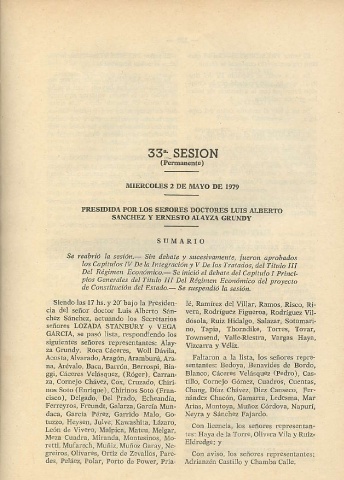 33ª SESION
(Permanente)
MIERCOLES 2 DE MAYO DE 1979
PRESIDIDA POR LOS SEÑORES DOCTORES LUIS ALBERTO
SANCHEZ Y ERNESTO ALAYZA GRUNDY
SUMARIO
Se reabrió la sesión.— Sin debate y sucesivamente, fueron aprobados
los Capítulos IV De la Integración y V De los Tratados, del Título III
Del Régimen Económico.— Se inició el debate del Capítulo I Princi-
pios Generales del Título III Del Régimen Económico del proyecto
de Constitución del Estado.— Se suspendió la sesión.
Siendo las 17 hs. y 20' bajo la Presiden-
cia del señor doctor Luis Alberto Sán-
chez Sánchez, actuando los Secretarios
señores LOZADA STANBURY y VEGA
GARCIA, se pasó lista, respondiendo los
siguientes señores representantes: Alay-
za Grundy, Roca Cáceres, Wolf Dávila,
Acosta, Alvarado, Aragón, Aramburú, Ara-
na, Arévalo, Baca, Barrón, Berrospi, Bia-
ggi, Cáceres Velásquez (Róger), Carran-
za, Cornejo Chávez, Cox, Cruzado, Chiri-
nos Soto (Enrique), Chirinos Soto (Fran-
cisco), Delgado, Del Prado, Echeandía,
Ferreyros, Freundt, Galarza, García Mun-
daca, García Pérez, Garrido Malo, Go-
tuzzo, Heysen, Julve, Kawashita, Lázaro,
León de Vivero, Malpica, Matos, Melgar,
Meza Cuadra, Miranda, Montesinos, Mo-
retti, Mufarech, Muñiz, Muñoz Garay, Ne-
greiros, Olivares, Ortiz de Zevallos, Pare-
des, Peláez, Polar, Porto de Power, Pria-
lé, Ramírez del Villar, Ramos, Risco, Ri-
vera, Rodríguez Figueroa, Rodríguez Vil-
dósola, Ruiz Hidalgo, Salazar, Sotomari-
no, Tapia, Thorndike, Torres, Tovar,
Townsend, Valle-Riestra, Vargas Haya,
Vizcarra y Véliz.
Faltaron a la lista, los señores repre-
sentantes: Bedoya, Benavides de
Blanco, Cáceres Velásquez (Pedro), Cas-
tillo, Cornejo Gómez, Cuadros, Cuentas,
Chang, Díaz Chávez, Diez Canseco, Fer-
nández Chacón, Gamarra, Ledesma, Mar
Arias, Montoya, Muñoz Córdova, Napurí,
Neyra y Sánchez Fajardo.
Con licencia, los señores representan-
tes: Haya de la Torre, Olivera Vila y Ruiz-
Eldredge; y
Con aviso, los señores representantes:
Adrianzén Castillo y Chamba Calle.